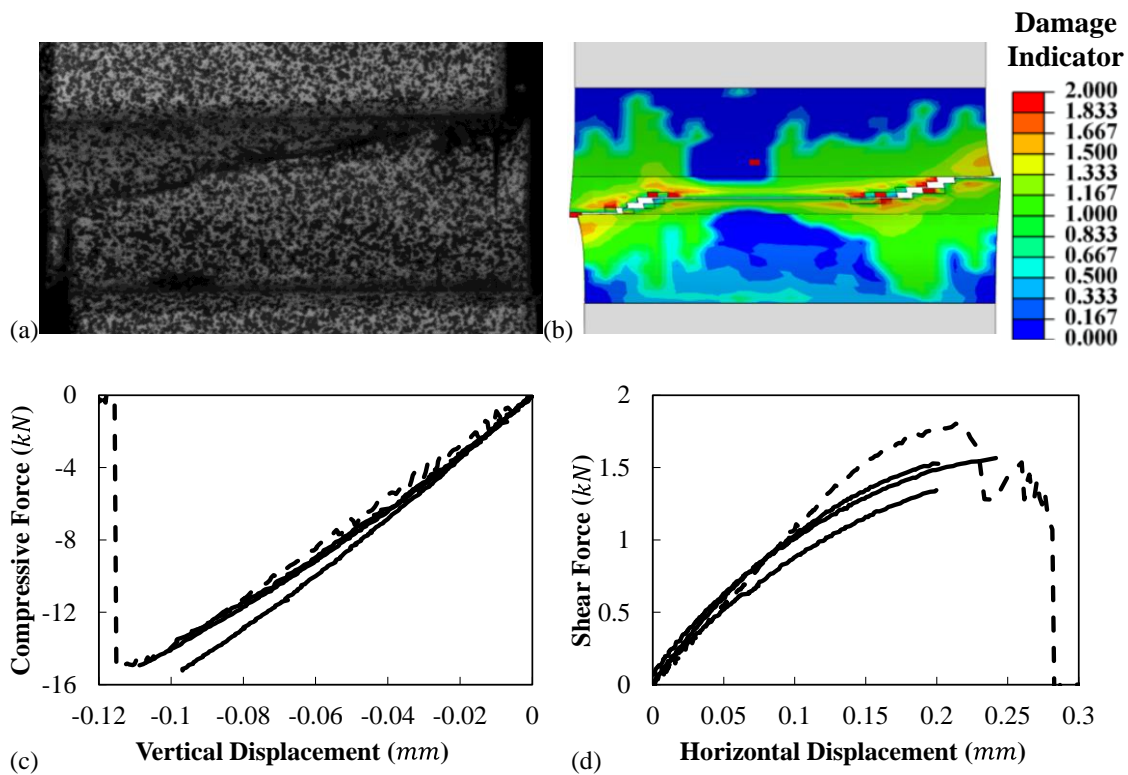 Damage
Indicator
2.000
1.833
1.667
1.500
1.333
1.167
1.000
0.833
0.667
0.500
0.333
0.167
0.000
(a)
(b)
0
-4
-8
-12
-16
-0.12 -0.1 -0.08 -0.06 -0.04 -0.02 0
Compressive Force (kN)
Vertical Displacement (mm)
(c)
2
1.5
1
0.5
0
0 0.05 0.1 0.15 0.2 0.25 0.3
Shear Force (kN)
Horizontal Displacement (mm)
(d)